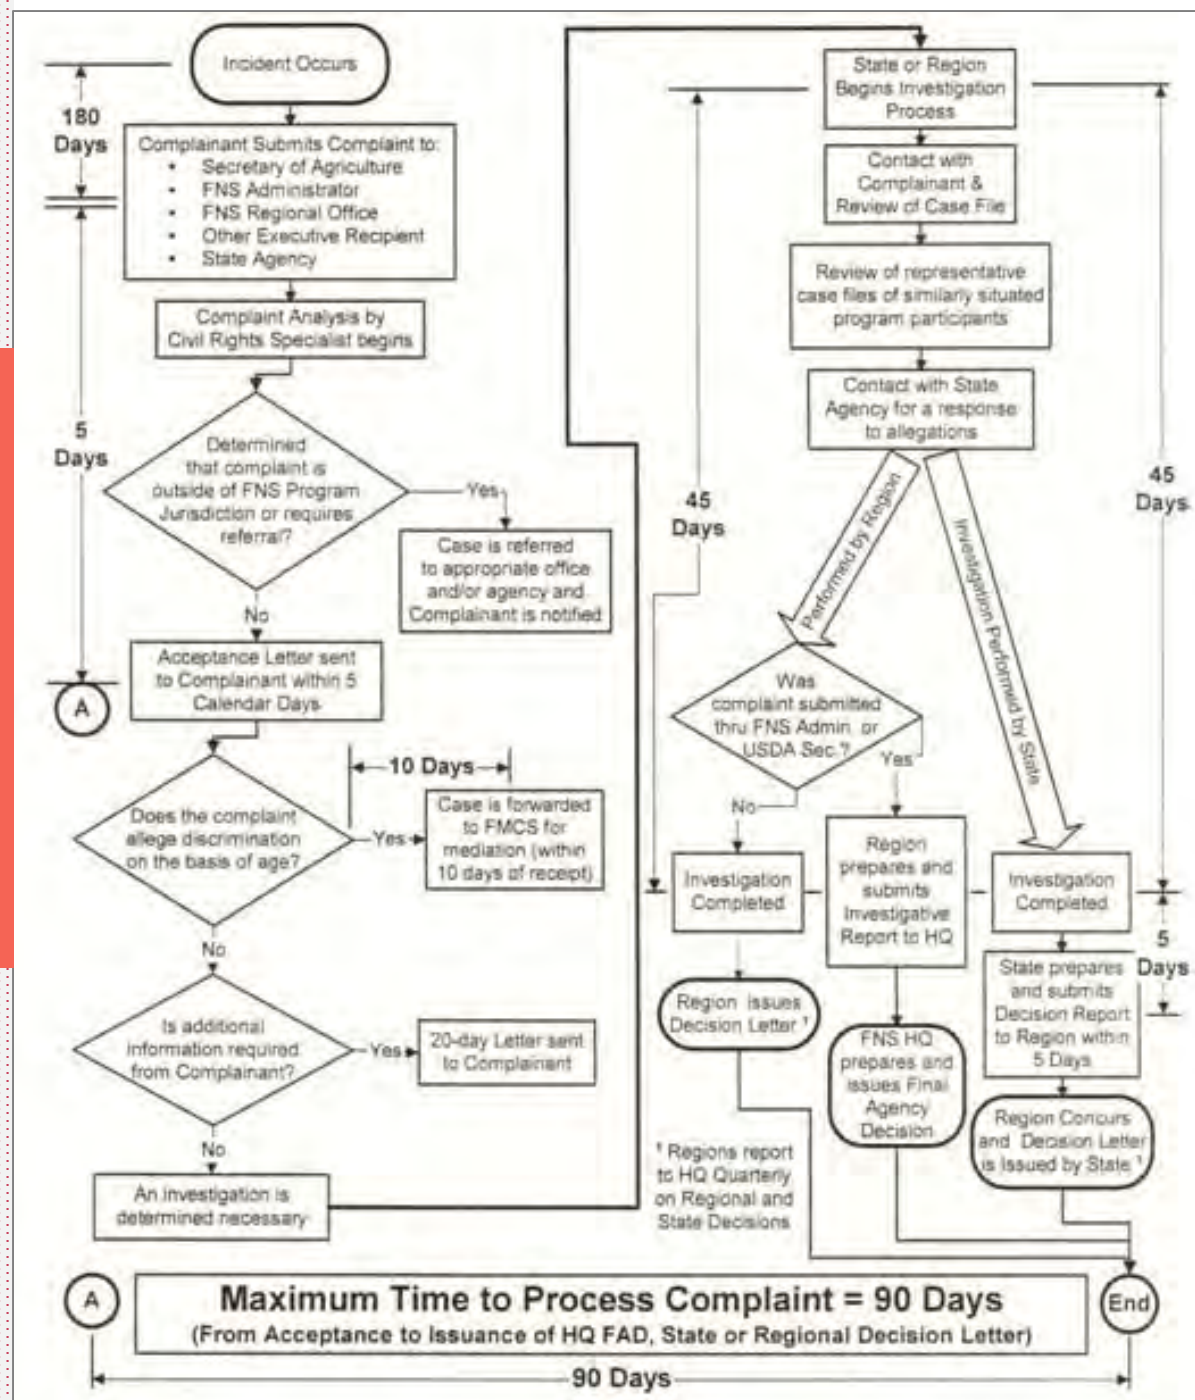 Incident Occurs
180
Days
Complainant Submits Complaint to:
• Secretary of Agriculture
• FNS Administrator
• FNS Regional Office
• Other Executive Recipient
• State Agency
Complaint Analysis by
Civil Rights Specialist begins
5
Days
Determined
that complaint is
outside of FNS Program
Jurisdiction or requires
referral?
Yes
Case is referred
to appropriate office
and/or agency and
Complainant is notified
No
Acceptance Letter sent
to Complainant within 5
Calendar Days
A
10 Days
Does the complaint
allege discrimination
on the basis of age?
Yes
Case is forwarded
to FMCS for
mediation (within
10 days of receipt)
No
Is additional
information required
from Complainant?
Yes
20-day Letter sent
to Complainant
No
An investigation is
determined necessary
State or Region
Begins Investigation
Process
Contact with
Complainant &
Review of Case File
Review of representative
case files of similarly situated
program participants
Contact with State
Agency for a response
to allegations
45
Days
45
Days
Performed by Region
Investigation Performed by State
Was
complaint submitted
thru FNS Admin. or
USDA Sec.?
Yes
No
Investigation
Completed
Region
prepares and
submits
Investigative
Report to HQ
Investigation
Completed
5
Days
Region issues
Decision Letter ¹
FNS HQ
prepares and
issues Final
Agency
Decision
State prepares
and submits
Decision Report
to Region within
5 Days
Region Concurs
and Decision Letter
is Issued by State ¹
¹ Regions report
to HQ Quarterly
on Regional and
State Decisions
A
Maximum Time to Process Complaint = 90 Days
(From Acceptance to Issuance of HQ FAD, State or Regional Decision Letter)
End
90 Days